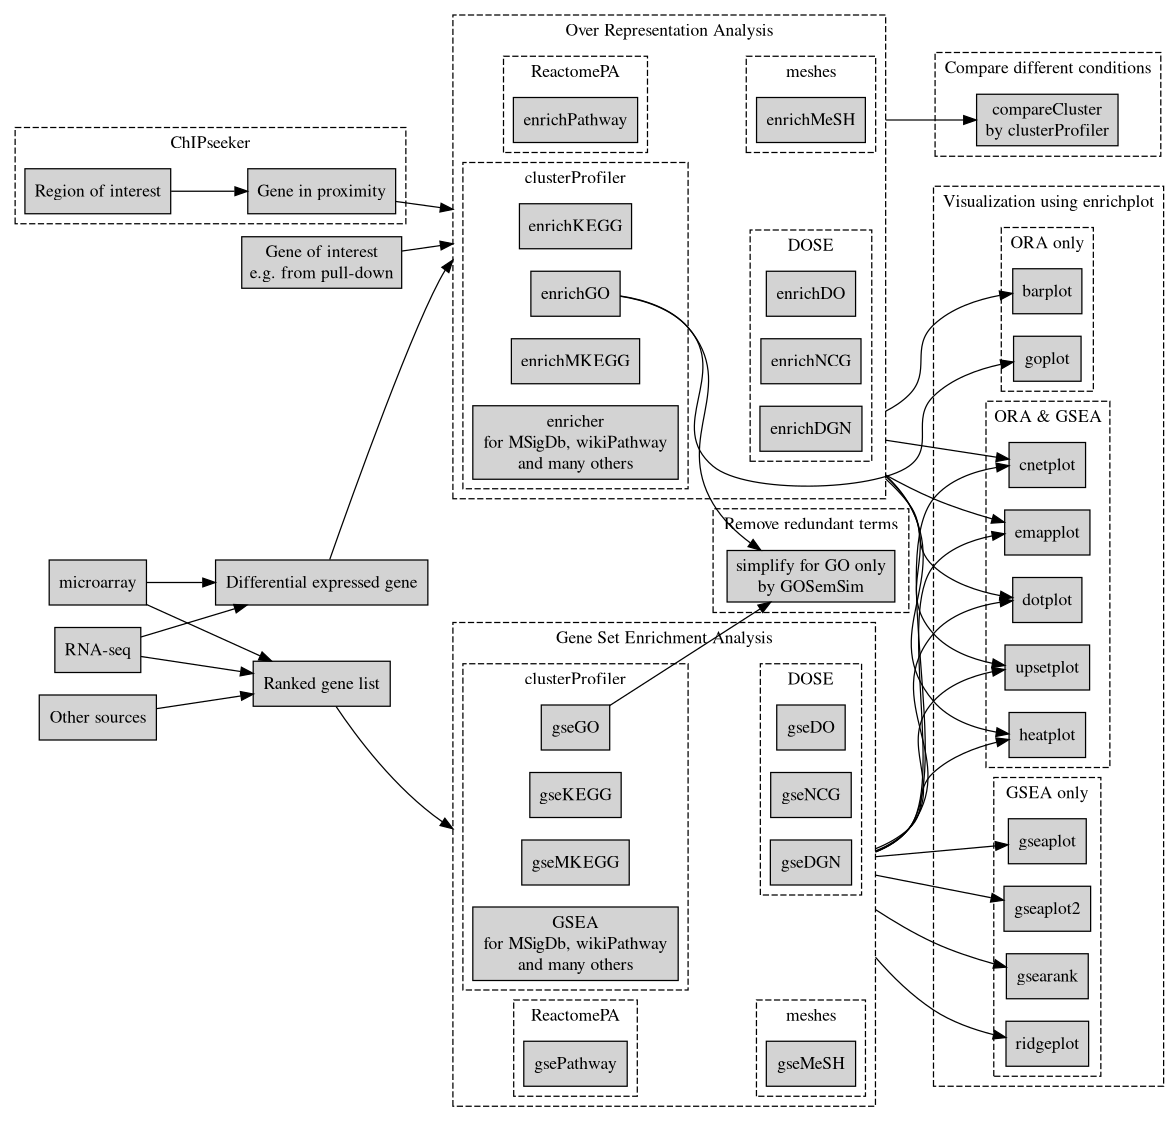 ChIPseeker
Region of interest
Gene in proximity
Gene of interest
e.g. from pull-down
microarray
RNA-seq
Other sources
Differential expressed gene
Ranked gene list
Over Representation Analysis
ReactomePA
enrichPathway
meshes
enrichMeSH
clusterProfiler
enrichKEGG
enrichGO
enrichMKEGG
enricher
for MSigDb, wikiPathway
and many others
DOSE
enrichDO
enrichNCG
enrichDGN
Remove redundant terms
simplify for GO only
by GOSemSim
Gene Set Enrichment Analysis
clusterProfiler
gseGO
gseKEGG
gseMKEGG
GSEA
for MSigDb, wikiPathway
and many others
DOSE
gseDO
gseNCG
gseDGN
ReactomePA
gsePathway
meshes
gseMeSH
Compare different conditions
compareCluster
by clusterProfiler
Visualization using enrichplot
ORA only
barplot
goplot
ORA & GSEA
cnetplot
emapplot
dotplot
upsetplot
heatplot
GSEA only
gseaplot
gseaplot2
gsearank
ridgeplot